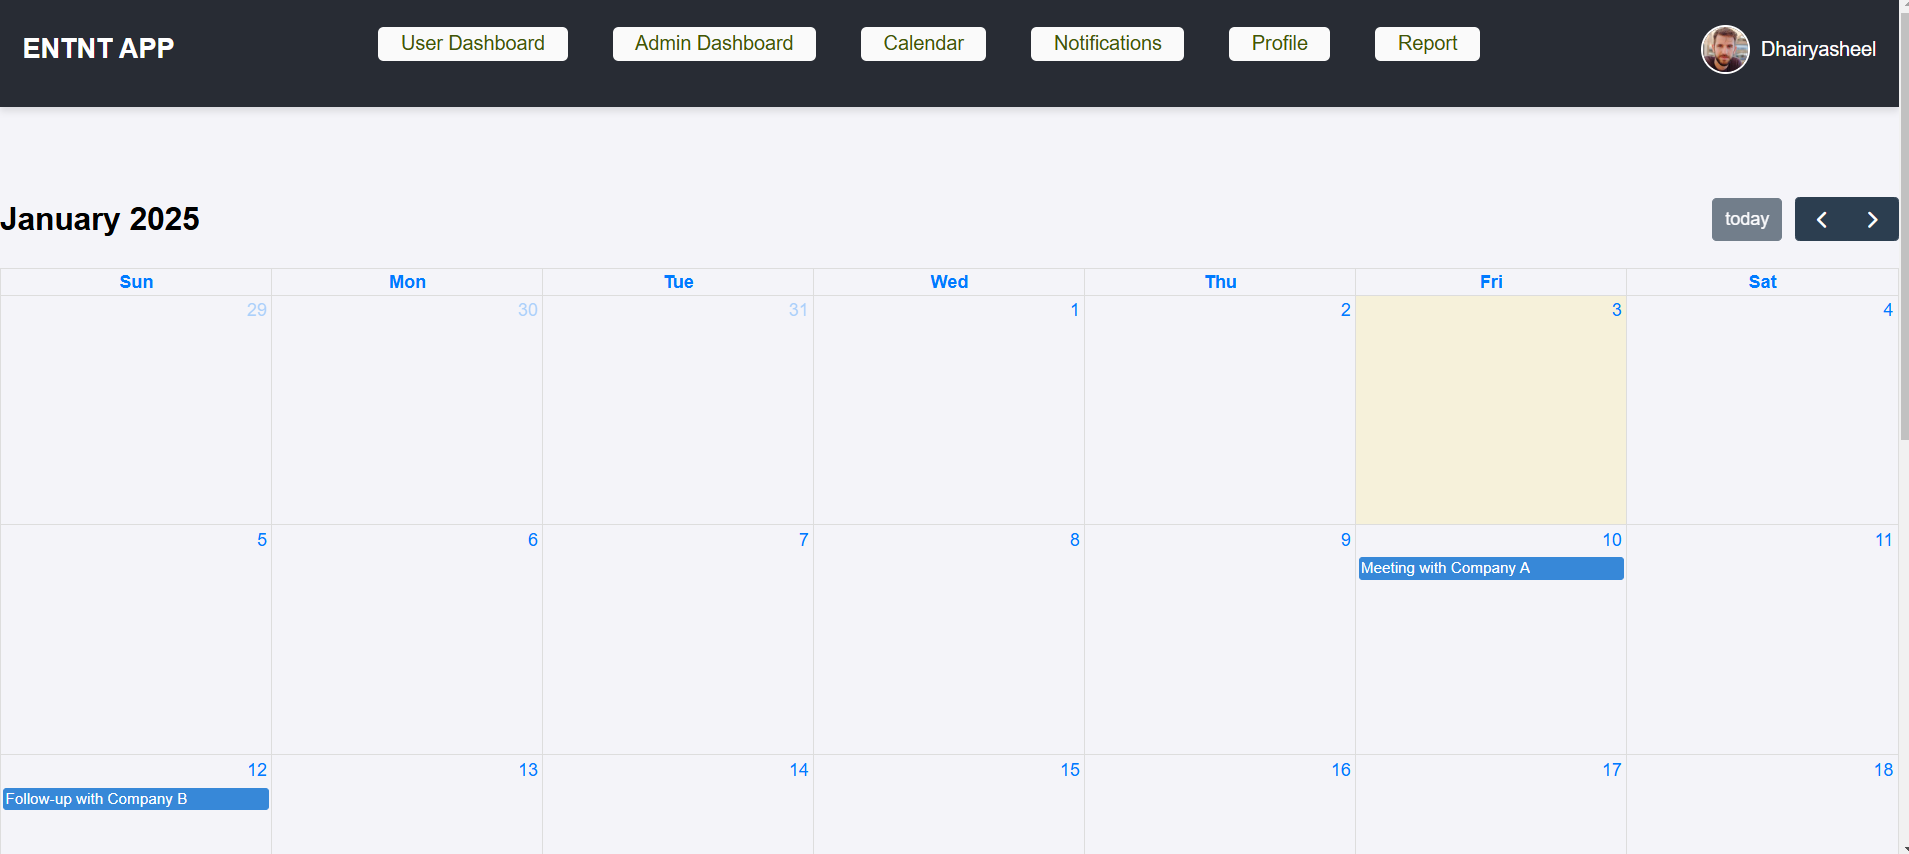 ENTNT APP
User Dashboard
Admin Dashboard
Calendar
Notifications
Profile
Report
Dhairyasheel
January 2025
today
Sun Mon Tue Wed Thu Fri Sat
29 30 31 1 2 3 4
5 6 7 8 9 10 11
Meeting with Company A
12 13 14 15 16 17 18
Follow-up with Company B